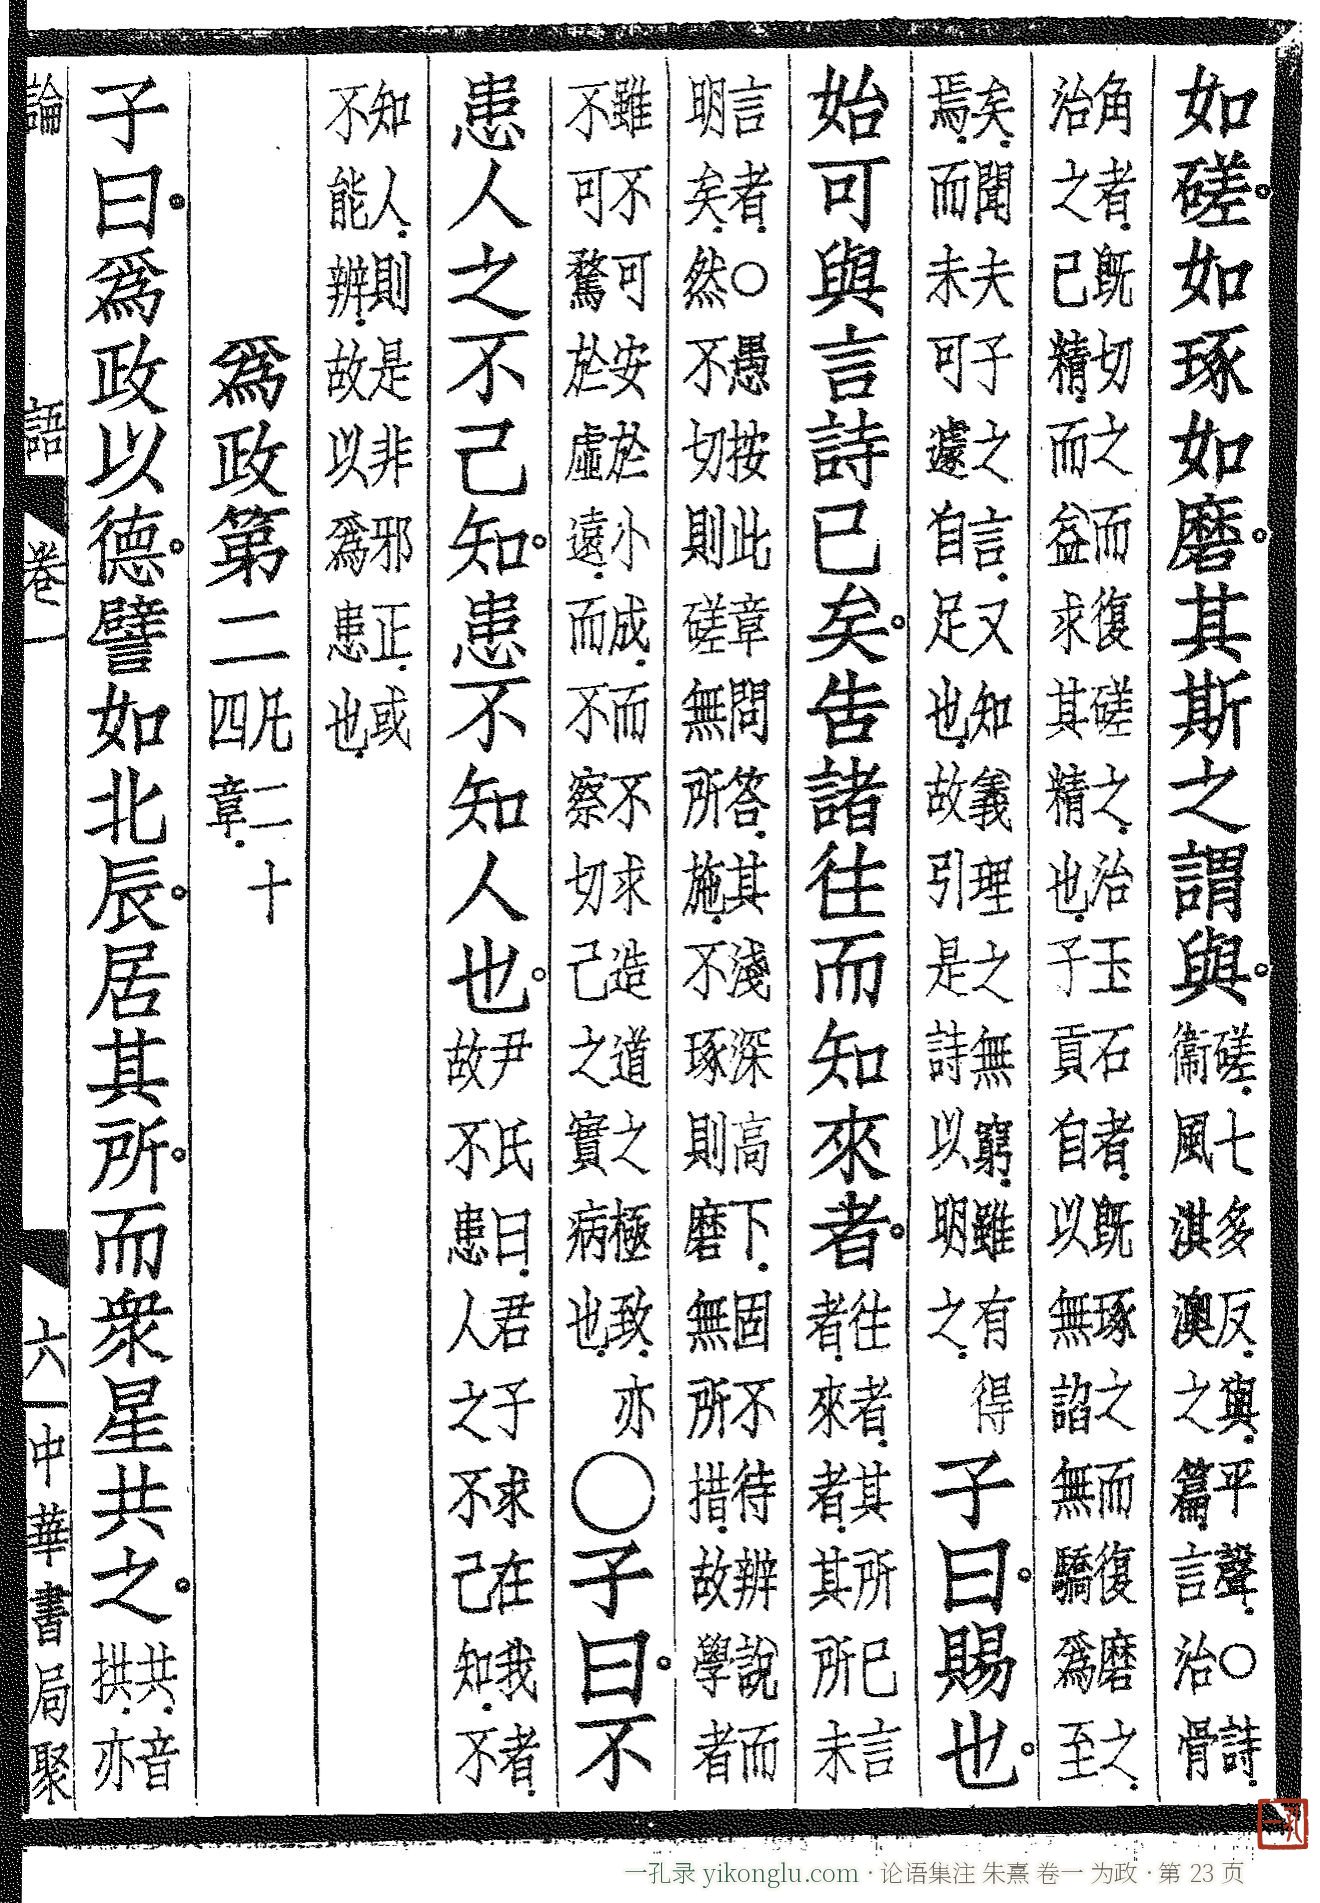 如磋。如琢如磨。其斯之謂與。
磋。七多反。與。平聲。○詩。
衞風淇澳之篇。言治骨
角者。既切之而復磋之。治玉石者。既琢之而復磨之。
治之已精。而益求其精也。子貢自以無諂無驕爲至
矣。聞夫子之言。又知義理之無窮。雖有得
焉。而未可遽自足也。故引是詩以明之。
子曰。賜也。
始可與言詩已矣。告諸往而知來者。
往者。其所已言
者。來者。其所未
言者。○愚按此章問答。其淺深高下。固不待辨說而
明矣。然不切則磋無所施。不琢則磨無所措。故學者
雖不可安於小成。而不求造道之極致。亦
不可騖於虛遠。而不察切己之實病也。
○子曰。不
患人之不己知。患不知人也。
尹氏曰。君子求在我者。
故不患人之不己知。不
知人。則是非邪正。或
不能辨。故以爲患也。
爲政第二
凡二十
四章。
子曰。爲政以德。譬如北辰。居其所。而衆星共之。
共。音
拱。亦
論語 卷一 六一中華書局聚
一孔
一孔录 yikonglu.com · 论语集注 朱熹 卷一 为政 · 第 23 页